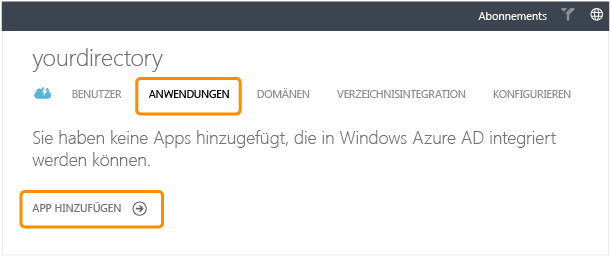 Abonnements
yourdirectory
BENUTZER ANWENDUNGEN DOMÄNEN VERZEICHNISINTEGRATION KONFIGURIEREN
Sie haben keine Apps hinzugefügt, die in Windows Azure AD integriert
werden können.
APP HINZUFÜGEN